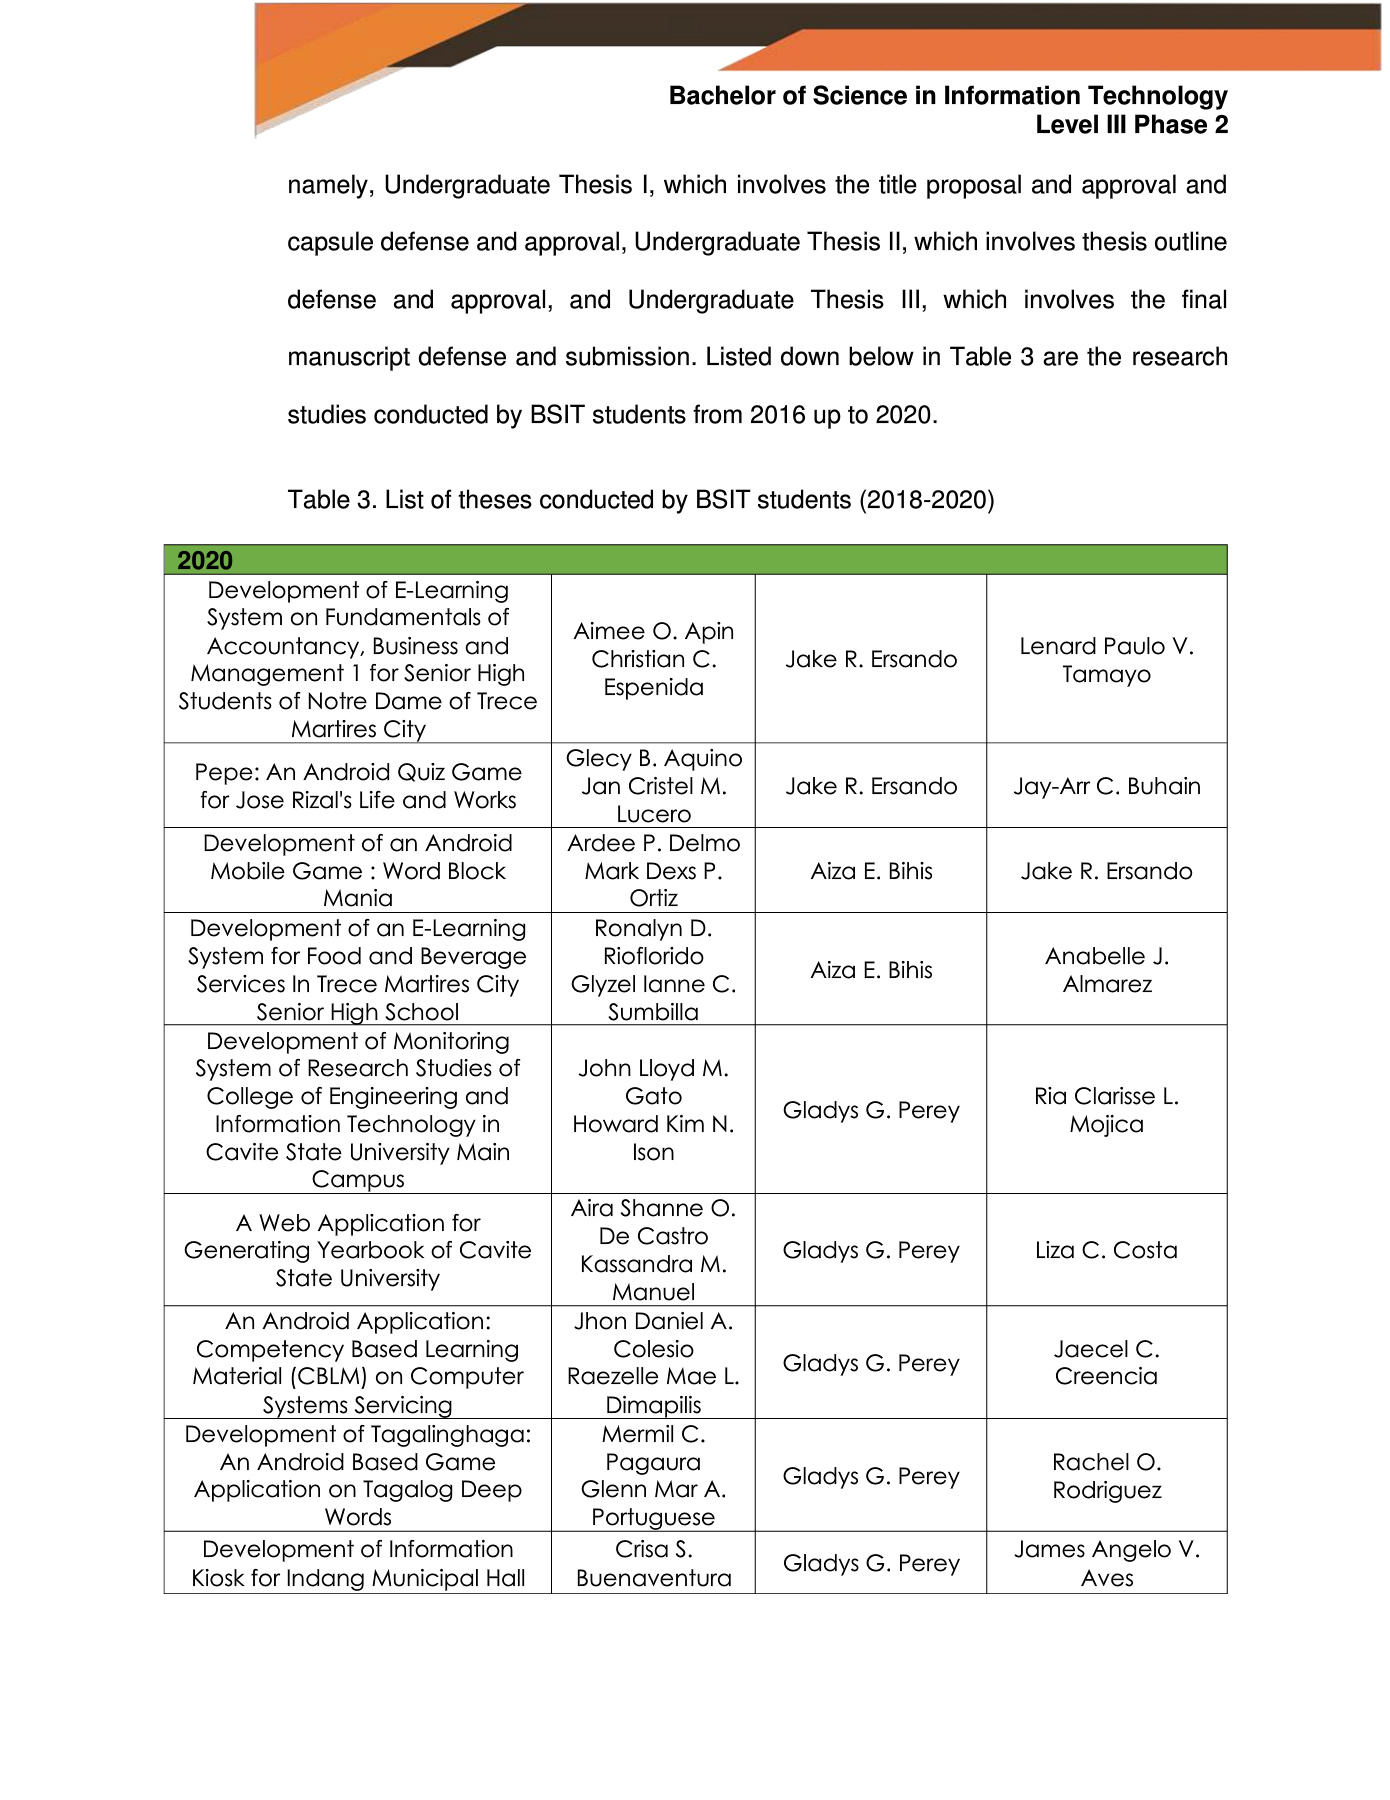 Bachelor of Science in Information Technology
Level III Phase 2
namely, Undergraduate Thesis I, which involves the title proposal and approval and
capsule defense and approval, Undergraduate Thesis II, which involves thesis outline
defense and approval, and Undergraduate Thesis III, which involves the final
manuscript defense and submission. Listed down below in Table 3 are the research
studies conducted by BSIT students from 2016 up to 2020.
Table 3. List of theses conducted by BSIT students (2018-2020)
2020
Development of E-Learning
System on Fundamentals of
Accountancy, Business and
Management 1 for Senior High
Students of Notre Dame of Trece
Martires City
Aimee O. Apin
Christian C.
Espenida
Jake R. Ersando
Lenard Paulo V.
Tamayo
Pepe: An Android Quiz Game
for Jose Rizal's Life and Works
Glecy B. Aquino
Jan Cristel M.
Lucero
Jake R. Ersando
Jay-Arr C. Buhain
Development of an Android
Mobile Game : Word Block
Mania
Ardee P. Delmo
Mark Dexs P.
Ortiz
Aiza E. Bihis
Jake R. Ersando
Development of an E-Learning
System for Food and Beverage
Services In Trece Martires City
Senior High School
Ronalyn D.
Rioflorido
Glyzel Ianne C.
Sumbilla
Aiza E. Bihis
Anabelle J.
Almarez
Development of Monitoring
System of Research Studies of
College of Engineering and
Information Technology in
Cavite State University Main
Campus
John Lloyd M.
Gato
Howard Kim N.
Ison
Gladys G. Perey
Ria Clarisse L.
Mojica
A Web Application for
Generating Yearbook of Cavite
State University
Aira Shanne O.
De Castro
Kassandra M.
Manuel
Gladys G. Perey
Liza C. Costa
An Android Application:
Competency Based Learning
Material (CBLM) on Computer
Systems Servicing
Jhon Daniel A.
Colesio
Raezelle Mae L.
Dimapilis
Gladys G. Perey
Jaecel C.
Creencia
Development of Tagalinghaga:
An Android Based Game
Application on Tagalog Deep
Words
Mermil C.
Pagaura
Glenn Mar A.
Portuguese
Gladys G. Perey
Rachel O.
Rodriguez
Development of Information
Kiosk for Indang Municipal Hall
Crisa S.
Buenaventura
Gladys G. Perey
James Angelo V.
Aves